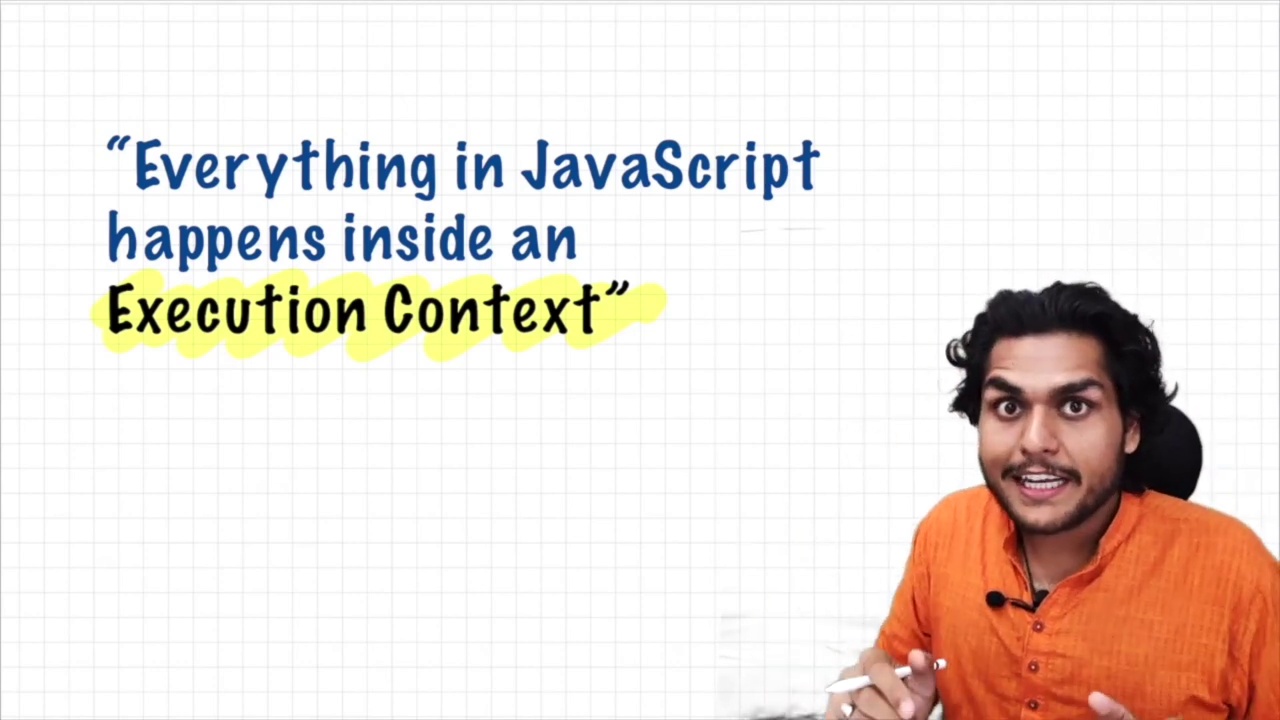 “Everything in JavaScript
happens inside an
Execution Context”